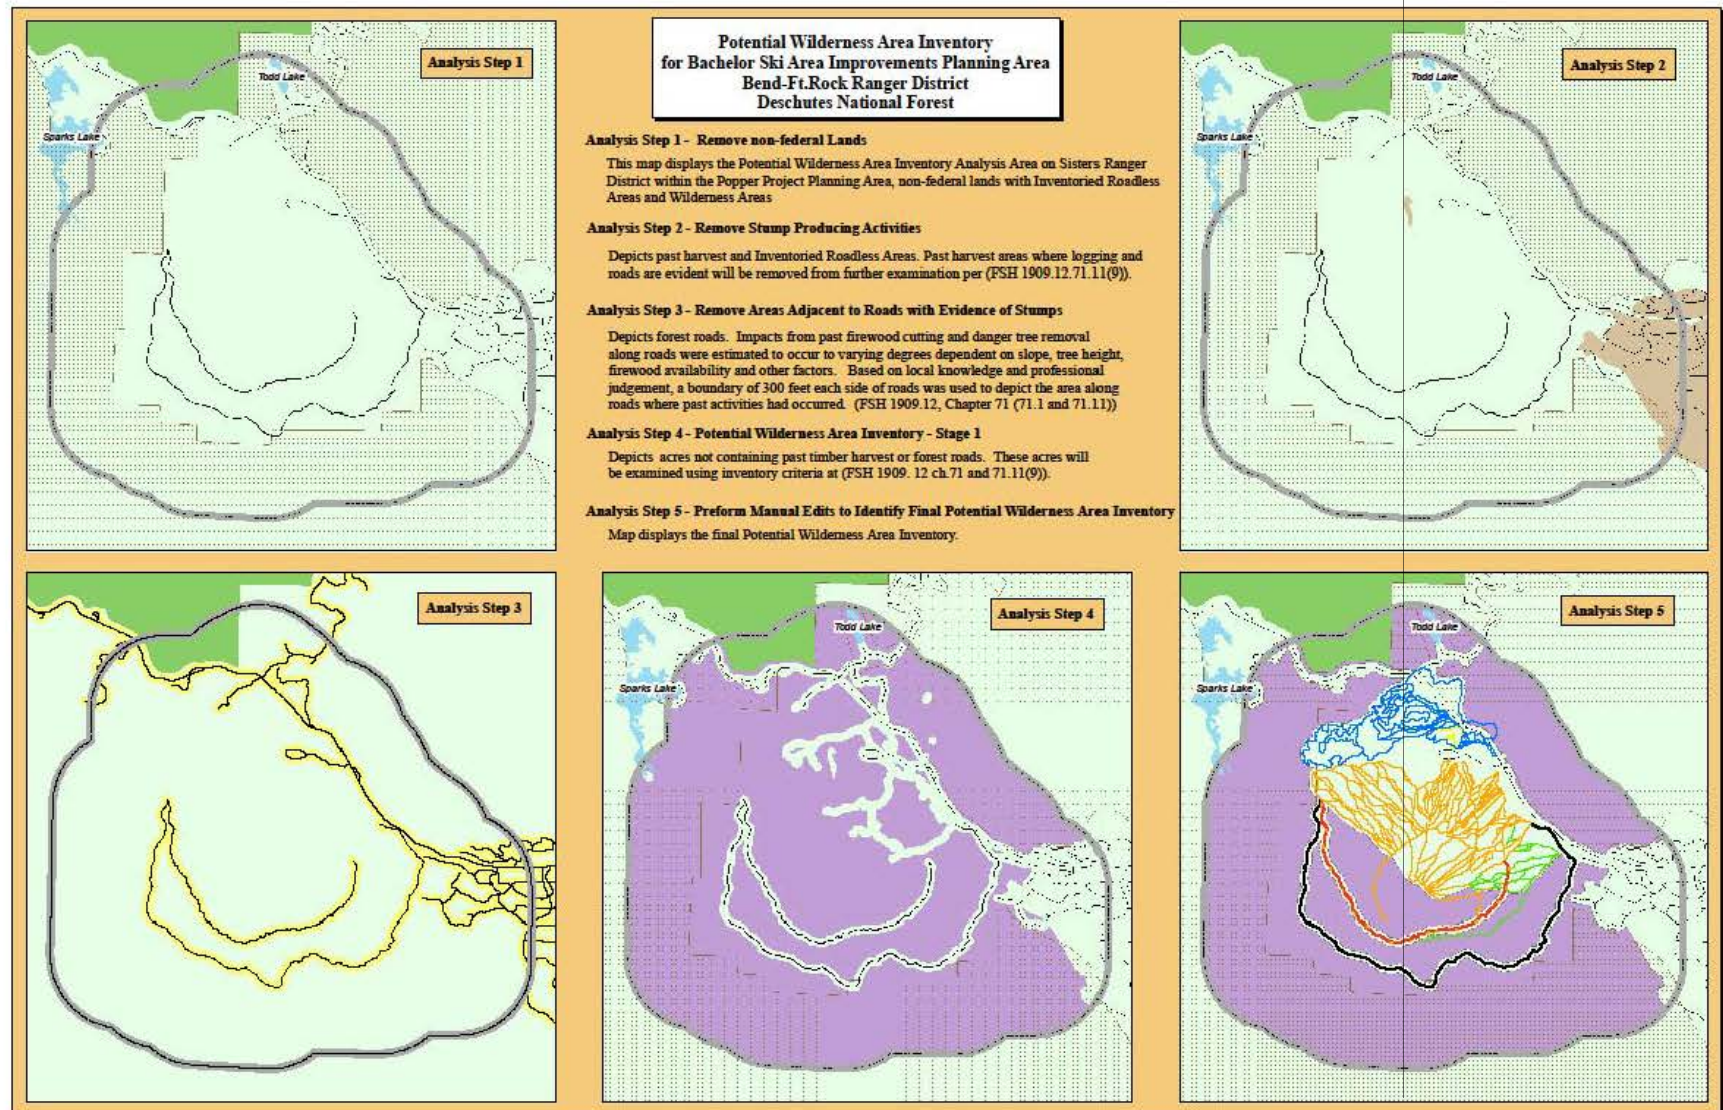 Potential Wilderness Area Inventory
for Bachelor Ski Area Improvements Planning Area
Bend-Ft.Rock Ranger District
Deschutes National Forest
Analysis Step 1
Todd Lake
Sparks Lake
Analysis Step 1 - Remove non-federal Lands
This map displays the Potential Wilderness Area Inventory Analysis Area on Sisters Ranger
District within the Popper Project Planning Area, non-federal lands with Inventoried Roadless
Areas and Wilderness Areas
Analysis Step 2 - Remove Stump Producing Activities
Depicts past harvest and Inventoried Roadless Areas. Past harvest areas where logging and
roads are evident will be removed from further examination per (FSH 1909.12.71.11(9)).
Analysis Step 3 - Remove Areas Adjacent to Roads with Evidence of Stumps
Depicts forest roads. Impacts from past firewood cutting and danger tree removal
along roads were estimated to occur to varying degrees dependent on slope, tree height,
firewood availability and other factors. Based on local knowledge and professional
judgement, a boundary of 300 feet each side of roads was used to depict the area along
roads where past activities had occurred. (FSH 1909.12, Chapter 71 (71.1 and 71.11))
Analysis Step 4 - Potential Wilderness Area Inventory - Stage 1
Depicts acres not containing past timber harvest or forest roads. These acres will
be examined using inventory criteria at (FSH 1909. 12 ch.71 and 71.11(9)).
Analysis Step 5 - Preform Manual Edits to Identify Final Potential Wilderness Area Inventory
Map displays the final Potential Wilderness Area Inventory.
Analysis Step 2
Todd Lake
Sparks Lake
Analysis Step 3
Analysis Step 4
Todd Lake
Sparks Lake
Analysis Step 5
Todd Lake
Sparks Lake